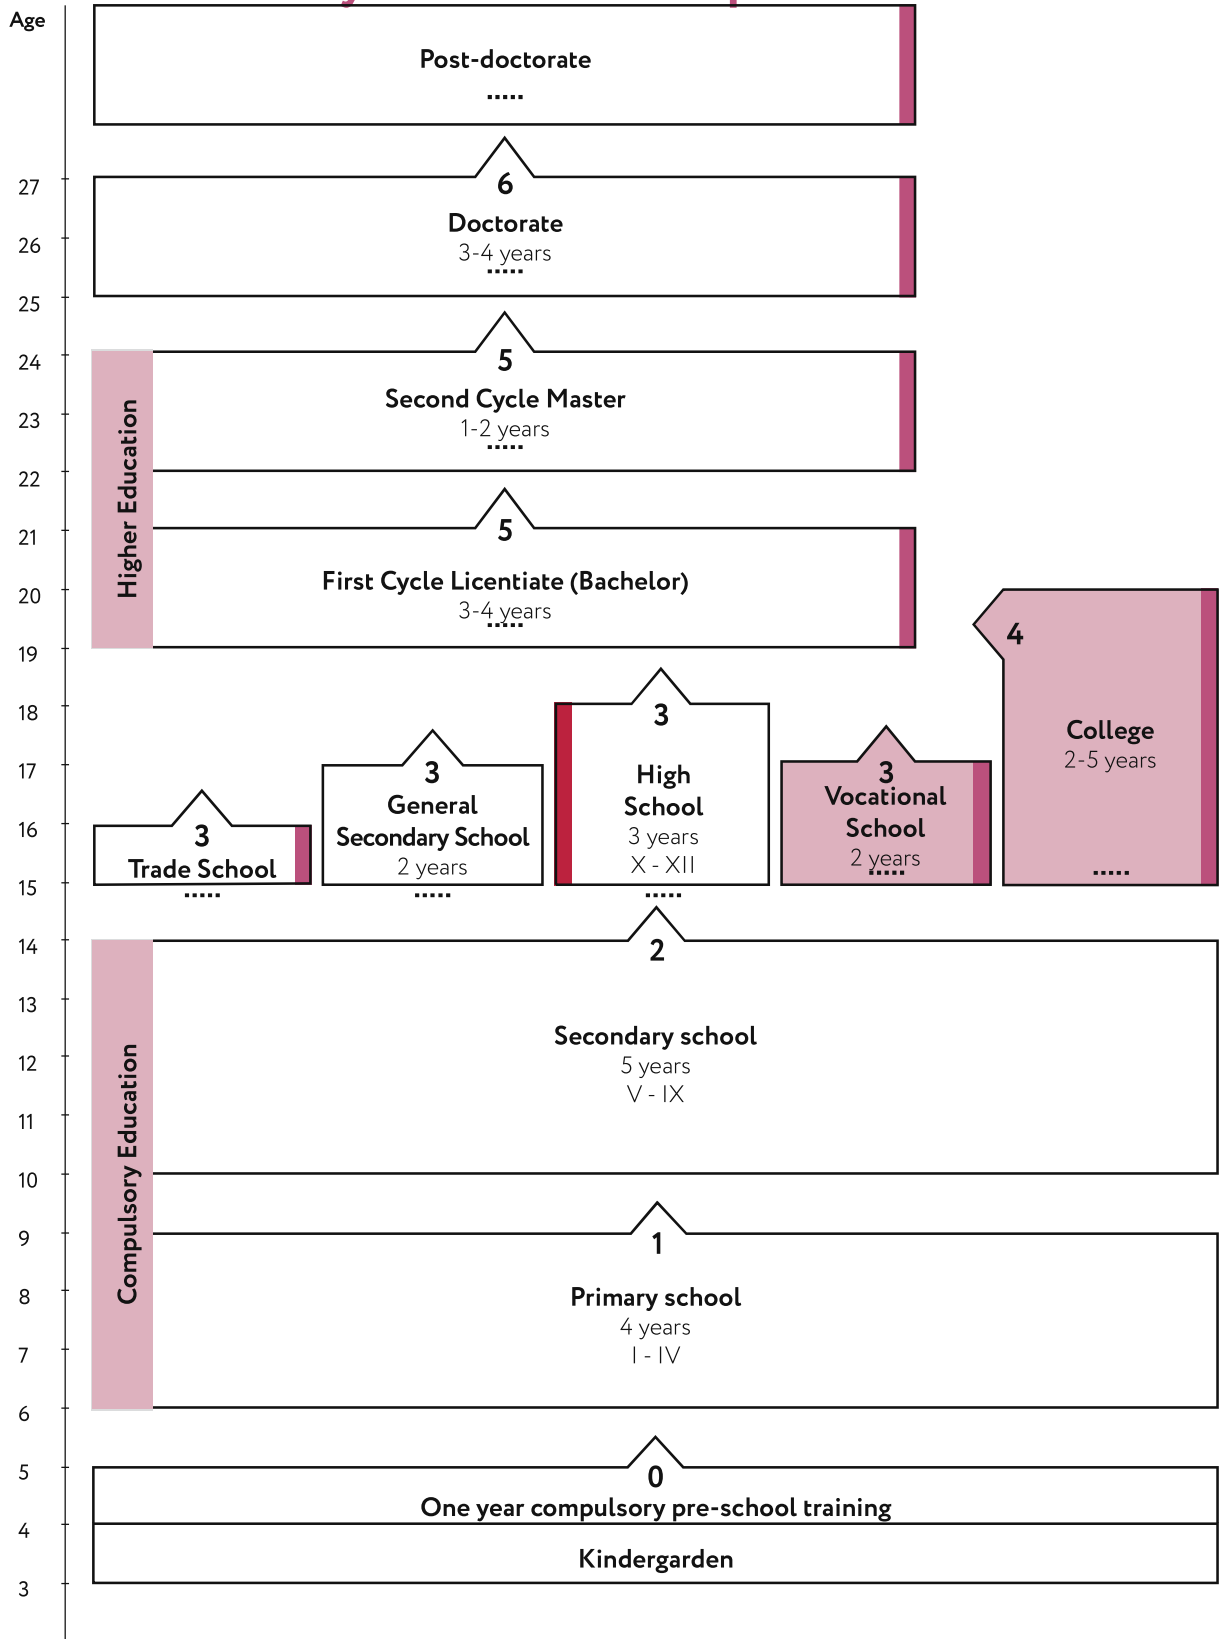 Age
Post-doctorate
27
6
Doctorate
26
3-4 years
25
24
5
Second Cycle Master
23
1-2 years
22
Higher Education
21
5
First Cycle Licentiate (Bachelor)
20
3-4 years
19
4
College
2-5 years
18
3
High
School
3 years
X - XII
17
3
General
Secondary School
2 years
3
Vocational
School
2 years
16
3
Trade School
15
14
2
13
Secondary school
12
5 years
V - IX
11
10
Compulsory Education
9
1
8
Primary school
4 years
7
I - IV
6
5
0
One year compulsory pre-school training
4
Kindergarden
3